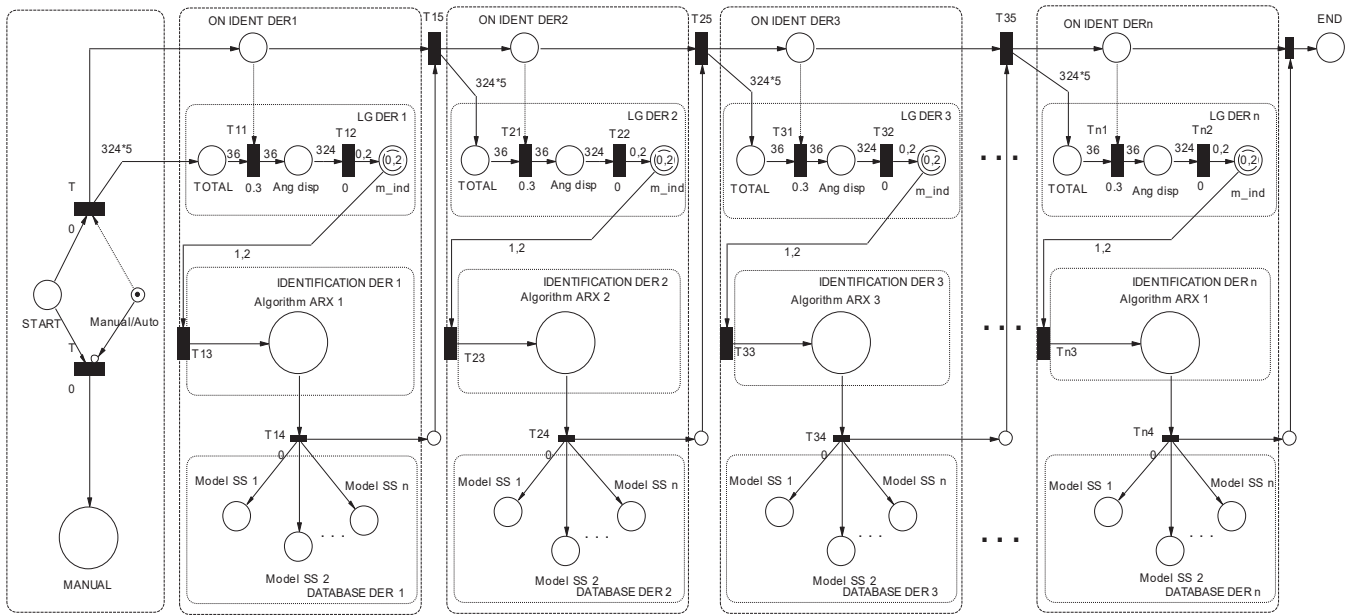 T15
T25
T35
END
ON IDENT DER1
ON IDENT DER2
ON IDENT DER3
ON IDENT DERn
324*5
324*5
324*5
324*5
LG DER 1
LG DER 2
LG DER 3
LG DER n
T11
T12
36
36
324
0,2
0,2
TOTAL
0.3
Ang disp
0
m_ind
T21
T22
36
36
324
0,2
0,2
TOTAL
0.3
Ang disp
0
m_ind
T31
T32
36
36
324
0,2
0,2
TOTAL
0.3
Ang disp
0
m_ind
. . .
Tn1
Tn2
36
36
324
0,2
0,2
TOTAL
0.3
Ang disp
0
m_ind
T
0
START
Manual/Auto
T
0
MANUAL
1,2
1,2
1,2
1,2
IDENTIFICATION DER 1
Algorithm ARX 1
T13
IDENTIFICATION DER 2
Algorithm ARX 2
T23
IDENTIFICATION DER 3
Algorithm ARX 3
T33
. . .
IDENTIFICATION DER n
Algorithm ARX 1
Tn3
T14
0
T24
0
T34
0
Tn4
0
Model SS 1
Model SS n
. . .
Model SS 2
DATABASE DER 1
Model SS 1
Model SS n
. . .
Model SS 2
DATABASE DER 2
Model SS 1
Model SS n
. . .
Model SS 2
DATABASE DER 3
. . .
Model SS 1
Model SS n
. . .
Model SS 2
DATABASE DER n